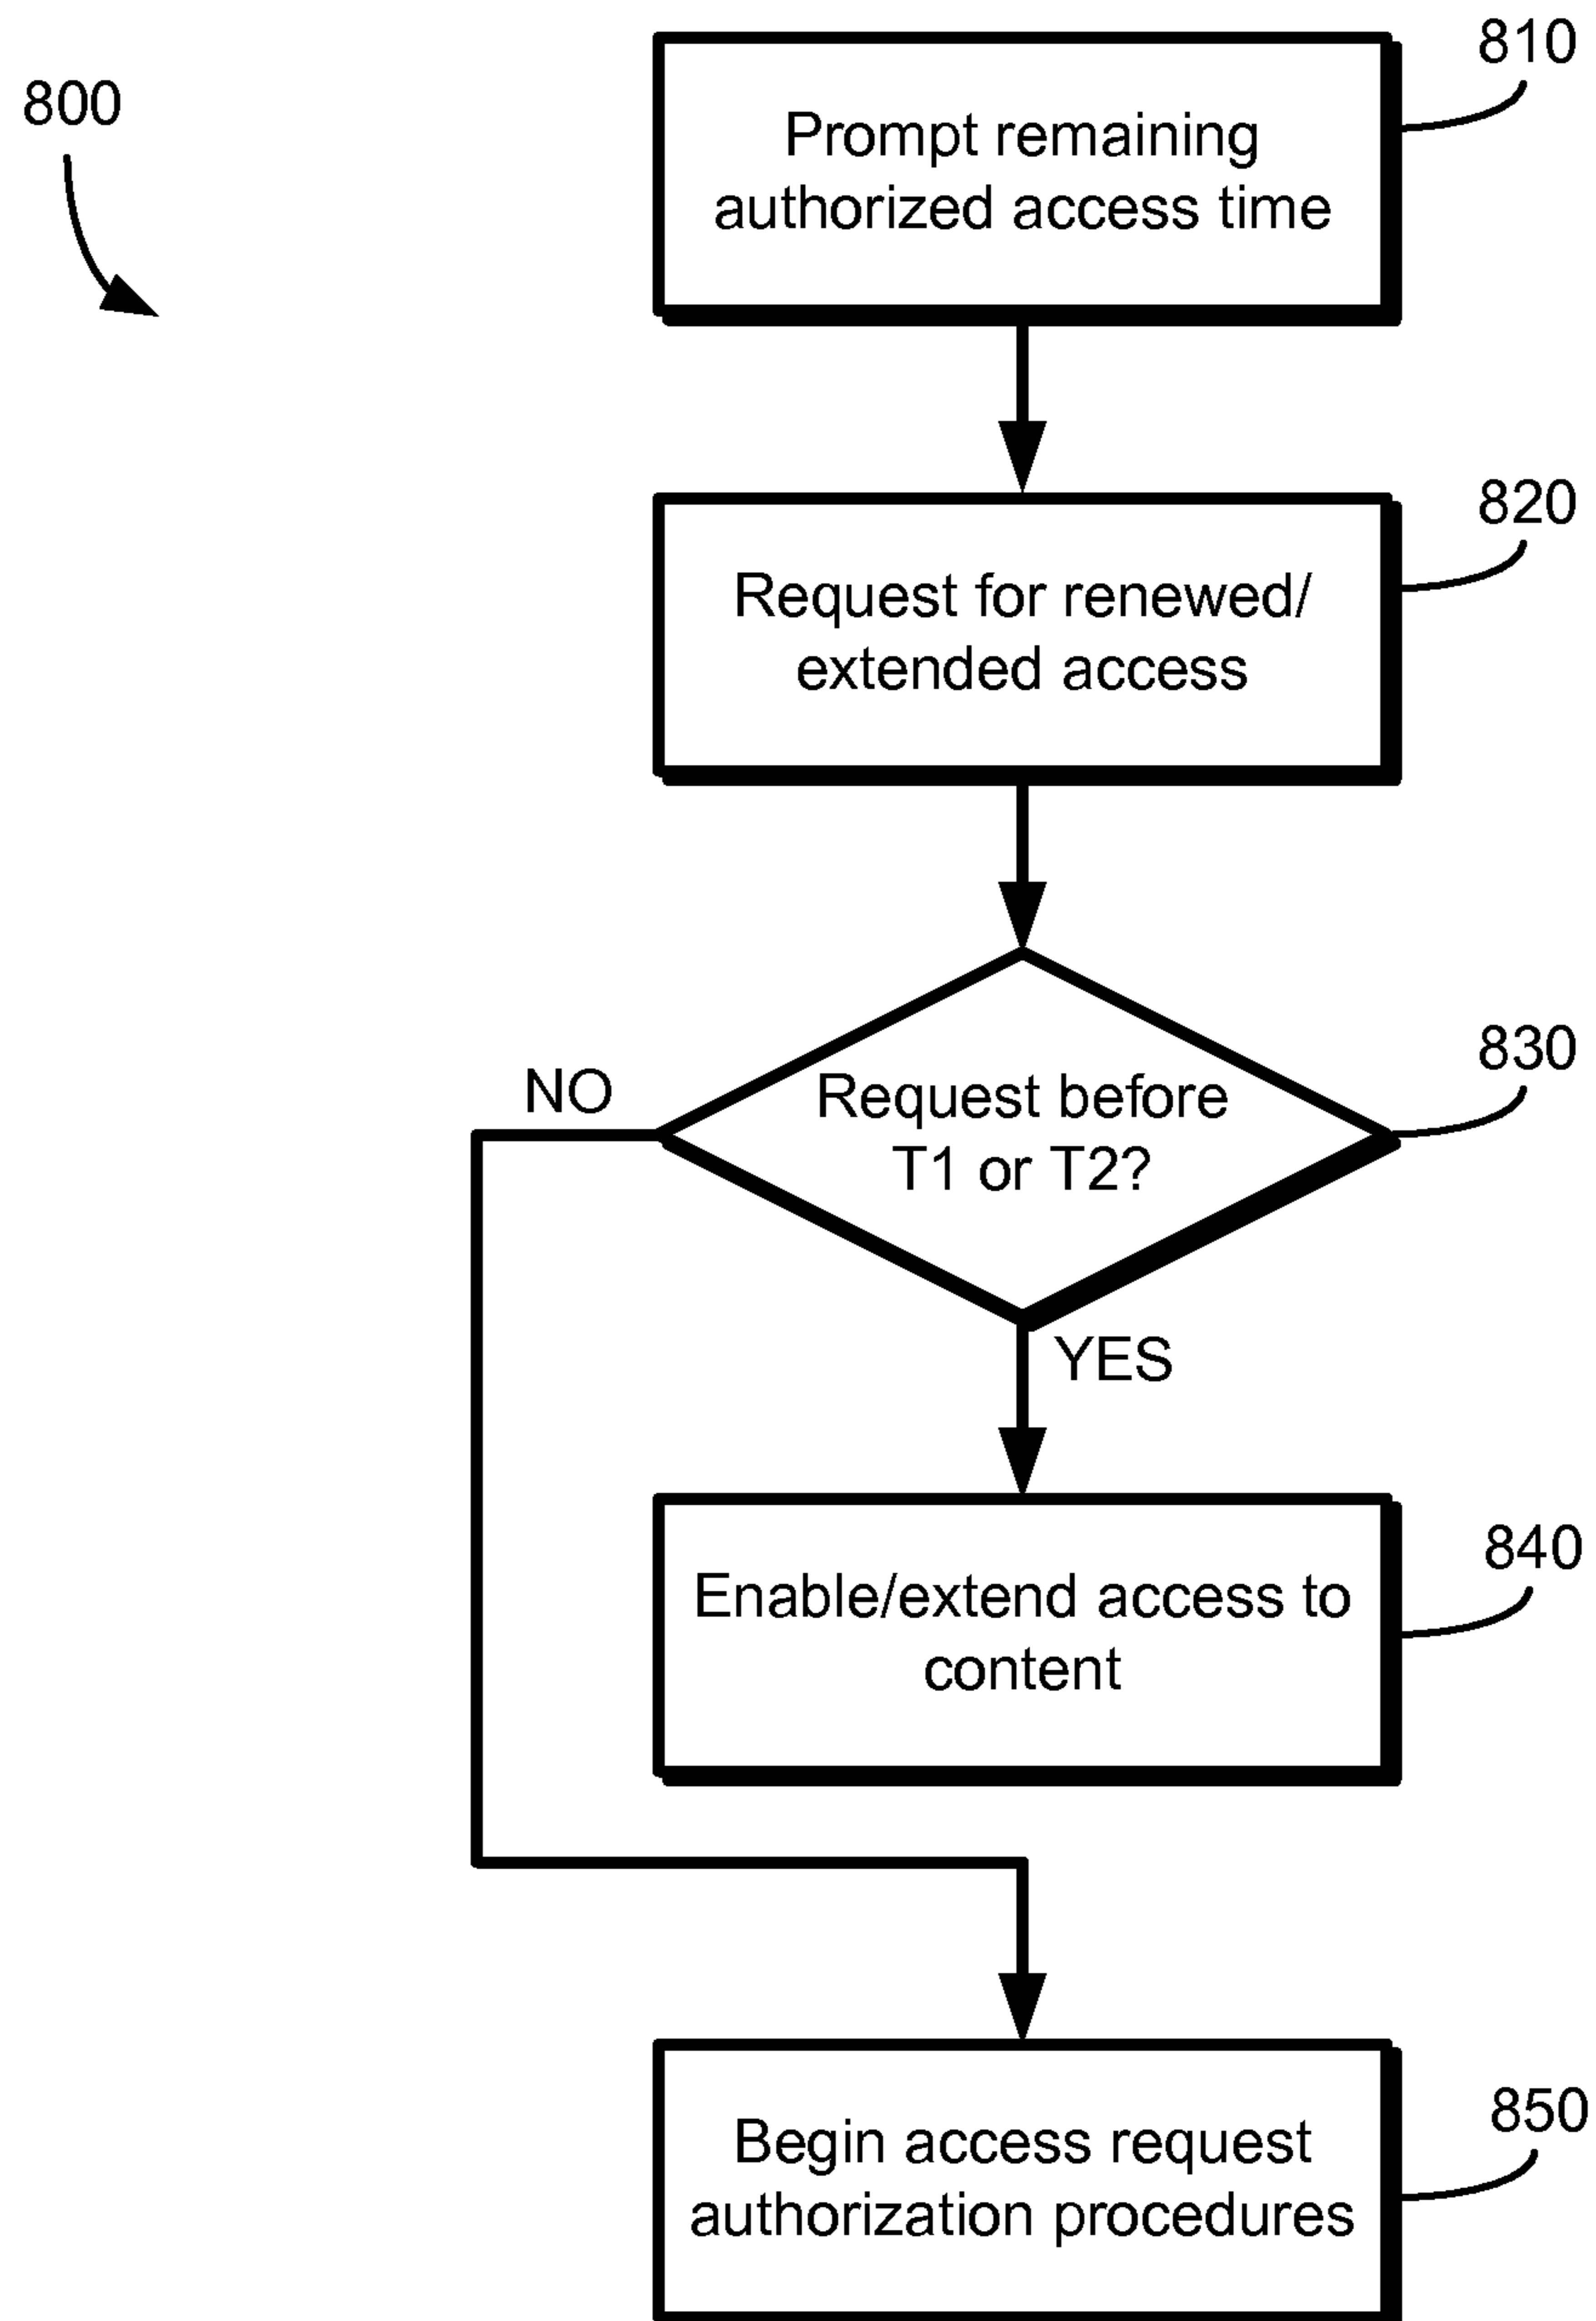 800
810
Prompt remaining
authorized access time
820
Request for renewed/
extended access
830
NO
Request before
T1 or T2?
YES
840
Enable/extend access to
content
850
Begin access request
authorization procedures